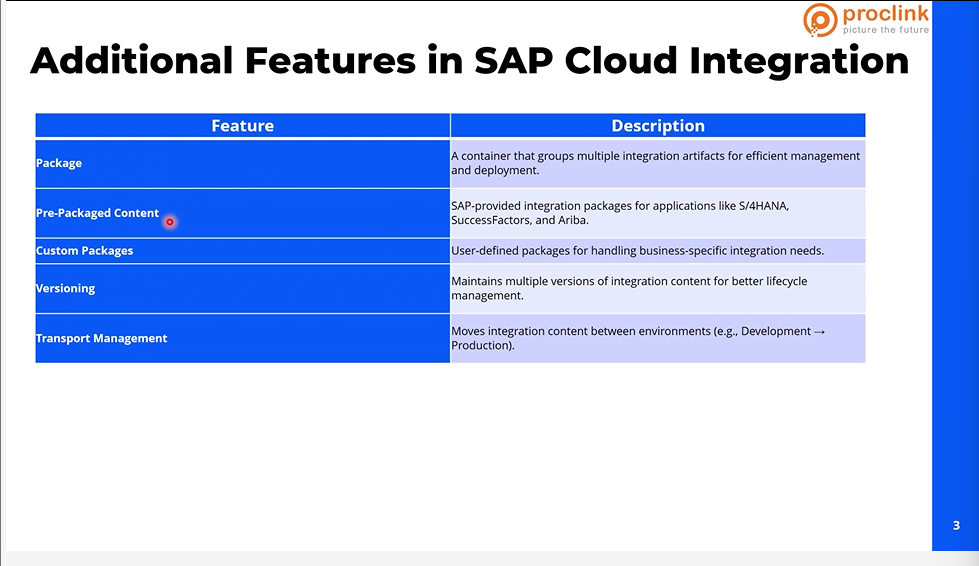 proclink
picture the future
Additional Features in SAP Cloud Integration
Feature
Description
Package
A container that groups multiple integration artifacts for efficient management
and deployment.
Pre-Packaged Content
SAP-provided integration packages for applications like S/4HANA,
SuccessFactors, and Ariba.
Custom Packages
User-defined packages for handling business-specific integration needs.
Versioning
Maintains multiple versions of integration content for better lifecycle
management.
Transport Management
Moves integration content between environments (e.g., Development →
Production).
3